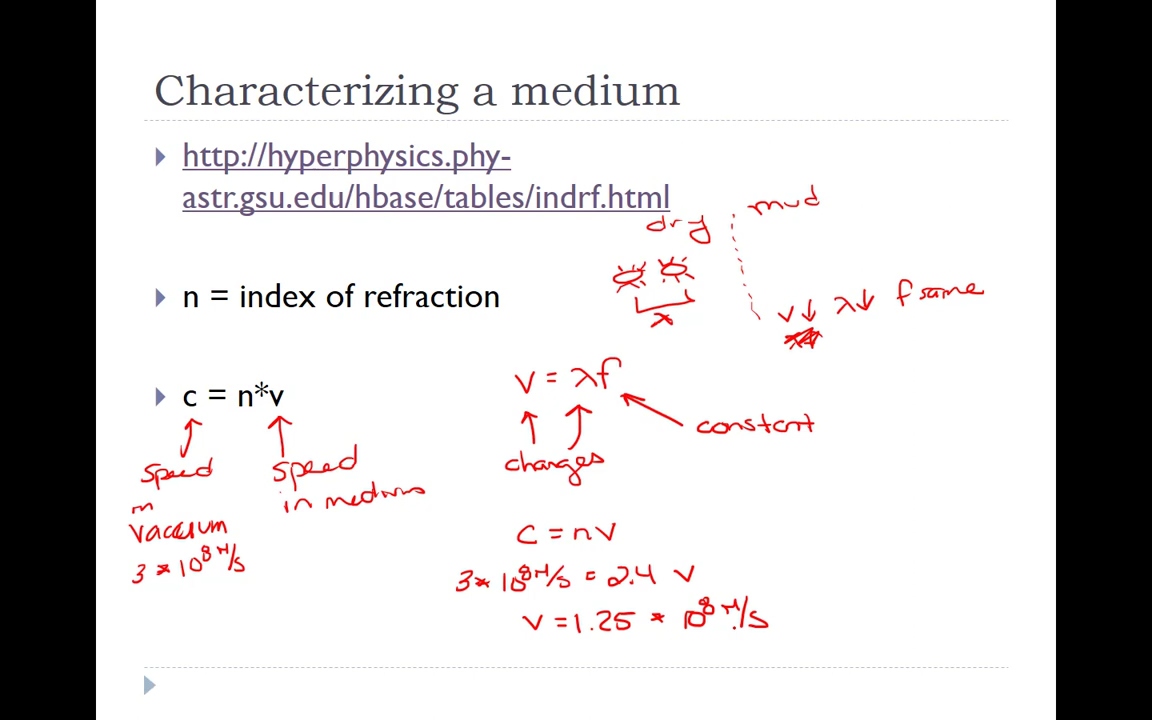 Characterizing a medium
http://hyperphysics.phy-
astr.gsu.edu/hbase/tables/indrf.html
dry
mud
n = index of refraction
x
v↓ λ↓ f same
c = n*v
v = λf
constant
changes
speed
in
vacuum
3 * 10⁸ M/s
speed
in medium
c = nv
3* 10⁸ M/s = 2.4 v
v = 1.25 * 10⁸ M/s